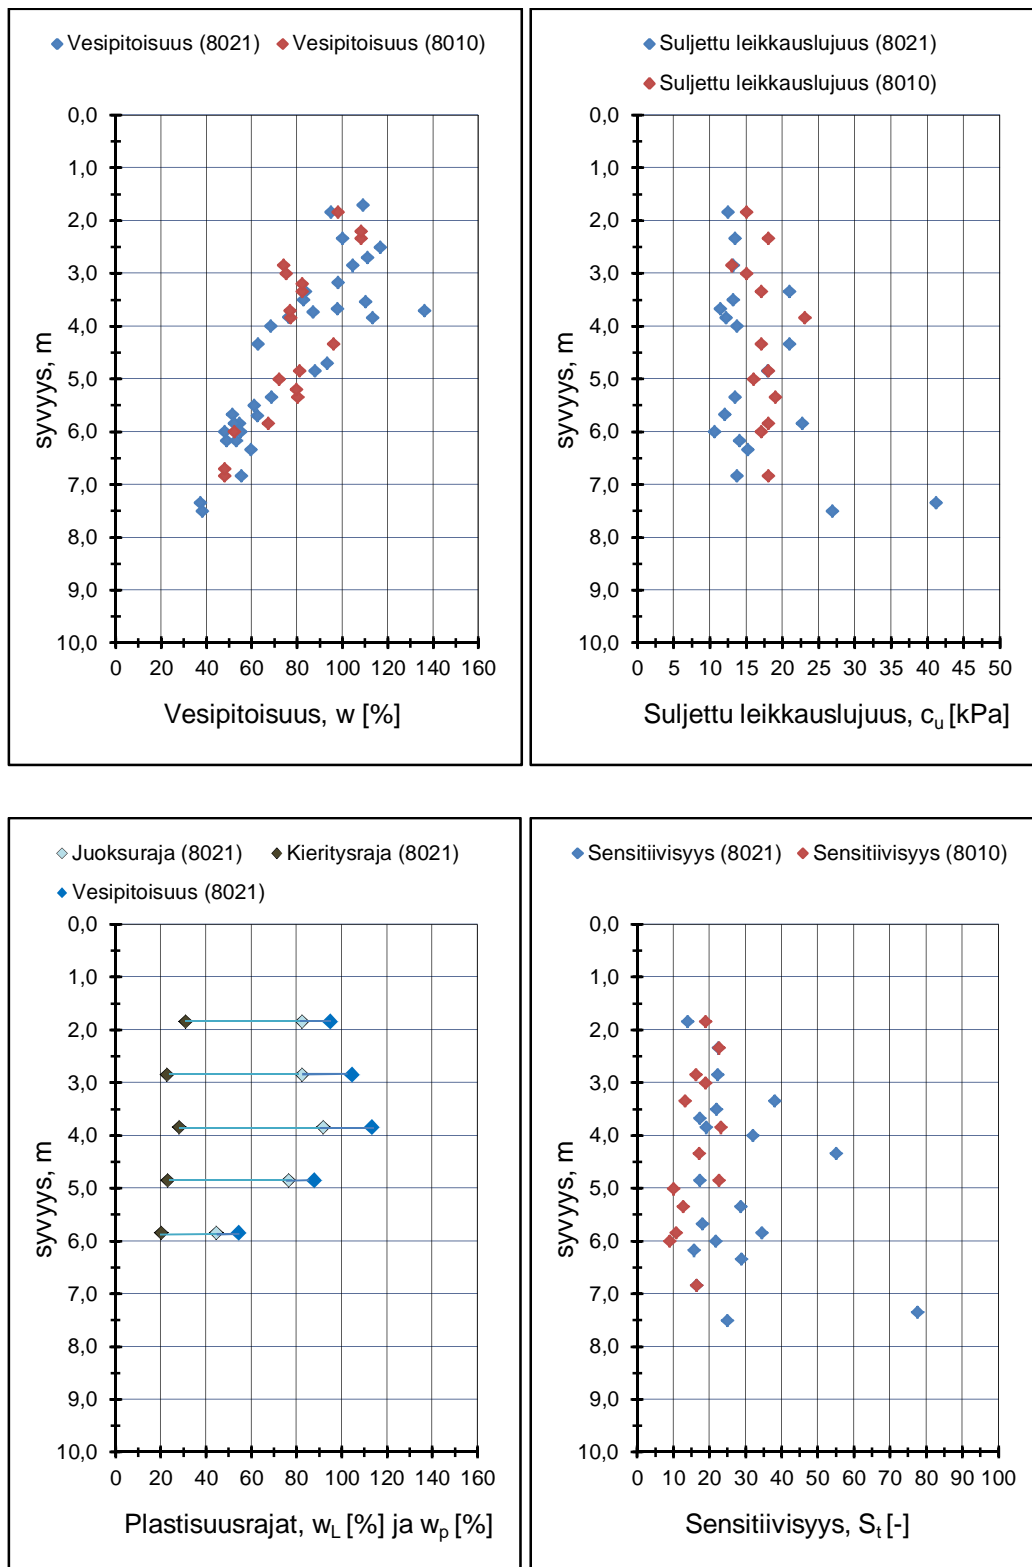 Vesipitoisuus (8021) Vesipitoisuus (8010)
0,0
1,0
2,0
3,0
4,0
5,0
6,0
7,0
8,0
9,0
10,0
syvyys, m
0 20 40 60 80 100 120 140 160
Vesipitoisuus, w [%]
Suljettu leikkauslujuus (8021)
Suljettu leikkauslujuus (8010)
0,0
1,0
2,0
3,0
4,0
5,0
6,0
7,0
8,0
9,0
10,0
syvyys, m
0 5 10 15 20 25 30 35 40 45 50
Suljettu leikkauslujuus, cu [kPa]
Juoksuraja (8021) Kieritysraja (8021)
Vesipitoisuus (8021)
0,0
1,0
2,0
3,0
4,0
5,0
6,0
7,0
8,0
9,0
10,0
syvyys, m
0 20 40 60 80 100 120 140 160
Plastisuusrajat, wL [%] ja wp [%]
Sensitiivisyys (8021) Sensitiivisyys (8010)
0,0
1,0
2,0
3,0
4,0
5,0
6,0
7,0
8,0
9,0
10,0
syvyys, m
0 10 20 30 40 50 60 70 80 90 100
Sensitiivisyys, St [-]